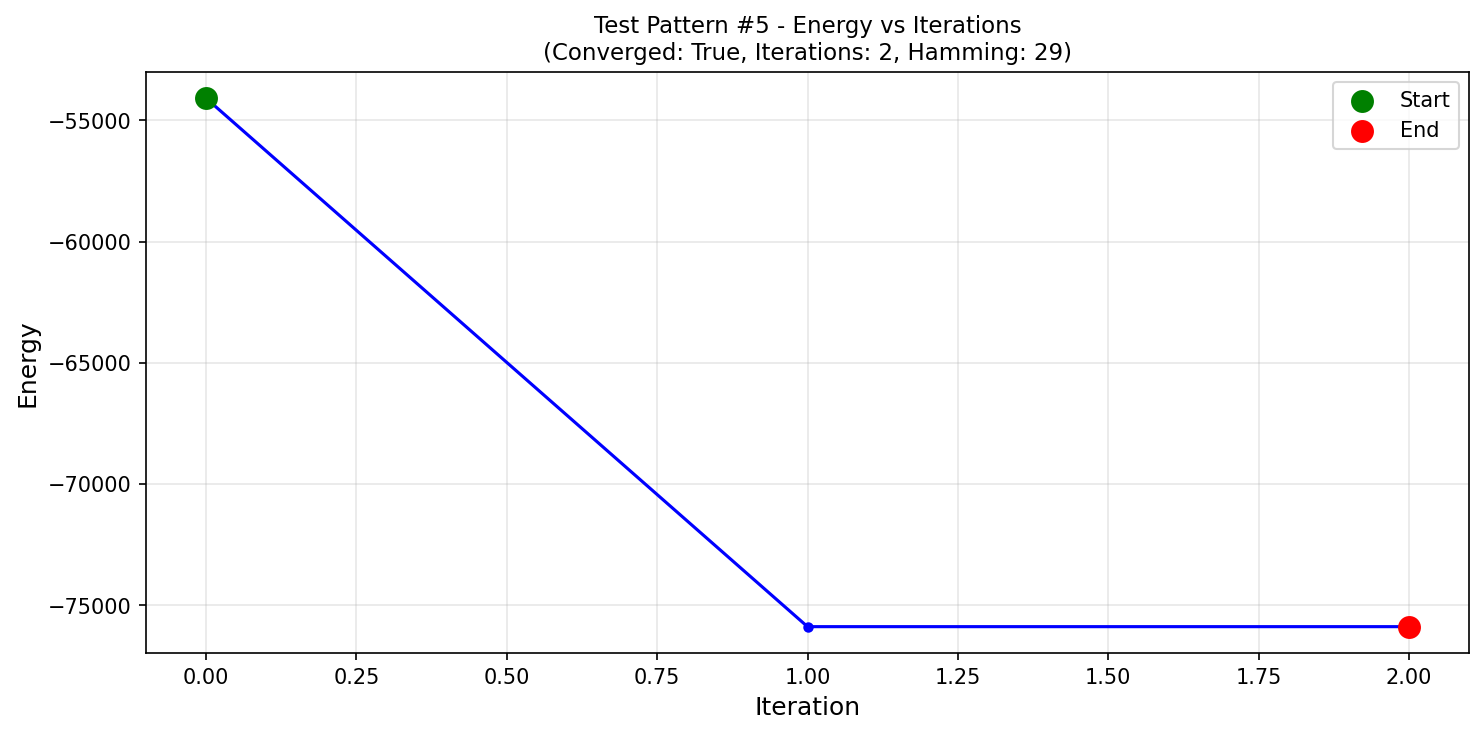 Test Pattern #5 - Energy vs Iterations
(Converged: True, Iterations: 2, Hamming: 29)
Start
End
−55000
−60000
−65000
−70000
−75000
Energy
0.00 0.25 0.50 0.75 1.00 1.25 1.50 1.75 2.00
Iteration